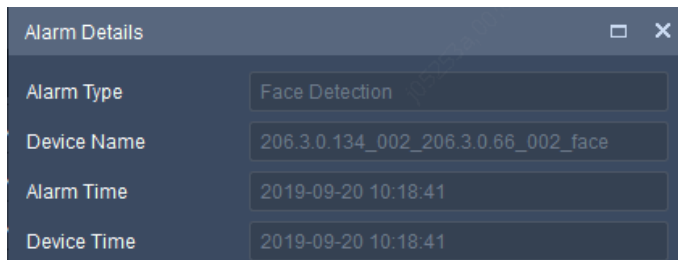 Alarm Details
Alarm Type Face Detection
Device Name 206.3.0.134_002_206.3.0.66_002_face
Alarm Time 2019-09-20 10:18:41
Device Time 2019-09-20 10:18:41